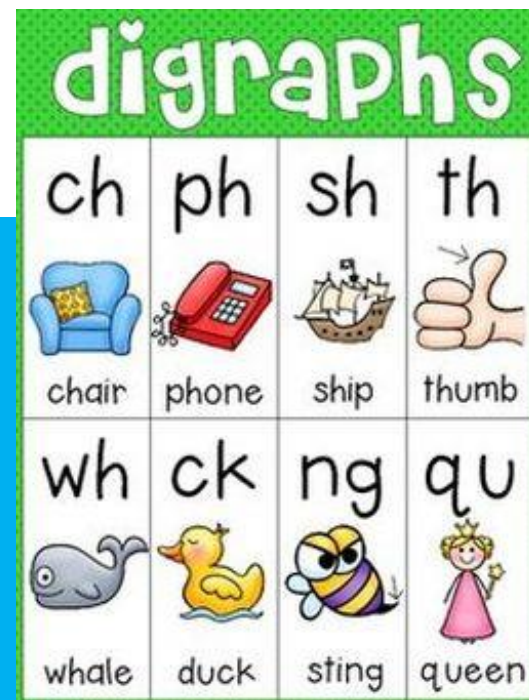 digraphs
ch ph sh th
chair phone ship thumb
wh ck ng qu
whale duck sting queen